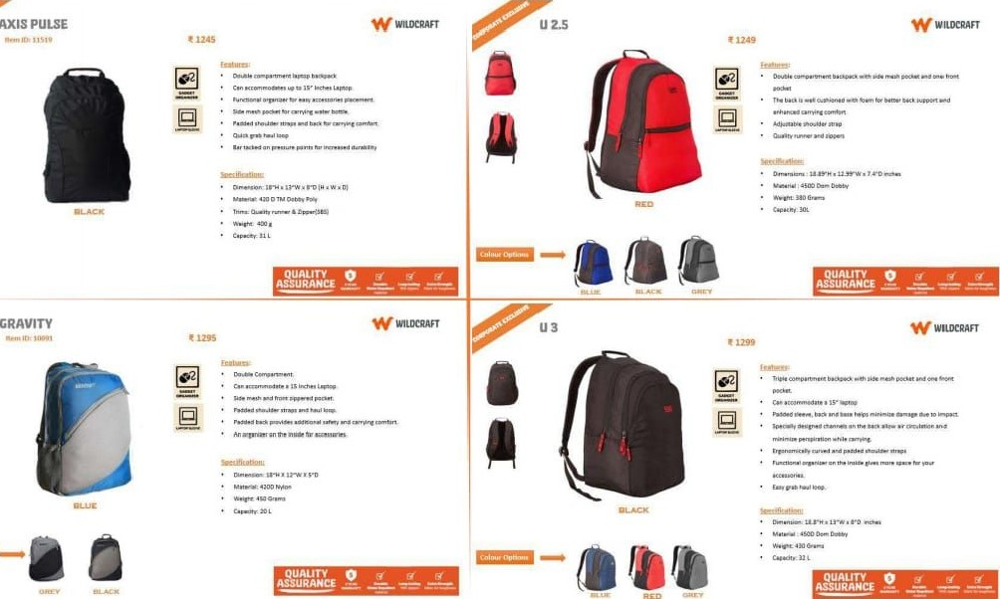 AXIS PULSE
Item ID: 11519
₹ 1245
WILDCRAFT
GADGET
ORGANIZER
LAPTOP SLEEVE
Features:
• Double compartment laptop backpack
• Can accommodates up to 15" Inches Laptop.
• Functional organizer for easy accessories placement.
• Side mesh pocket for carrying water bottle.
• Padded shoulder straps and back for carrying comfort.
• Quick grab haul loop
• Bar tacked on pressure points for increased durability
Specification:
• Dimension: 18"H x 13"W x 9"D (H x W x D)
• Material: 420 D TM Dobby Poly
• Trims: Quality runner & Zipper(SBS)
• Weight: 400 g
• Capacity: 31 L
BLACK
QUALITY
ASSURANCE
CORPORATE EXCLUSIVE
U 2.5
₹ 1249
WILDCRAFT
GADGET
ORGANIZER
LAPTOP SLEEVE
Features:
• Double compartment backpack with side mesh pocket and one front
pocket
• The back is well cushioned with foam for better back support and
enhanced carrying comfort
• Adjustable shoulder strap
• Quality runner and zippers
Specification:
• Dimensions : 18.89"H x 12.99"W x 7.4"D inches
• Material : 450D Dom Dobby
• Weight: 380 Grams
• Capacity: 30L
RED
Colour Options
BLUE
BLACK
GREY
QUALITY
ASSURANCE
GRAVITY
Item ID: 10091
₹ 1295
WILDCRAFT
GADGET
ORGANIZER
LAPTOP SLEEVE
Features:
• Double Compartment.
• Can accommodate a 15 Inches Laptop.
• Side mesh and front zippered pocket.
• Padded shoulder straps and haul loop.
• Padded back provides additional safety and carrying comfort.
• An organizer on the inside for accessories.
Specification:
• Dimension: 18"H X 12"W X 5"D
• Material: 420D Nylon
• Weight: 450 Grams
• Capacity: 20 L
BLUE
GREY
BLACK
QUALITY
ASSURANCE
CORPORATE EXCLUSIVE
U 3
₹ 1299
WILDCRAFT
GADGET
ORGANIZER
LAPTOP SLEEVE
Features:
• Triple compartment backpack with side mesh pocket and one front
pocket.
• Can accommodate a 15" laptop
• Padded sleeve, back and base helps minimize damage due to impact.
• Specially designed channels on the back allow air circulation and
minimize perspiration while carrying.
• Ergonomically curved and padded shoulder straps
• Functional organizer on the inside gives more space for your
accessories.
• Easy grab haul loop.
Specification:
• Dimension: 18.8"H x 13"W x 8"D inches
• Material : 450D Dom Dobby
• Weight: 430 Grams
• Capacity: 32 L
BLACK
Colour Options
BLUE
RED
GREY
QUALITY
ASSURANCE